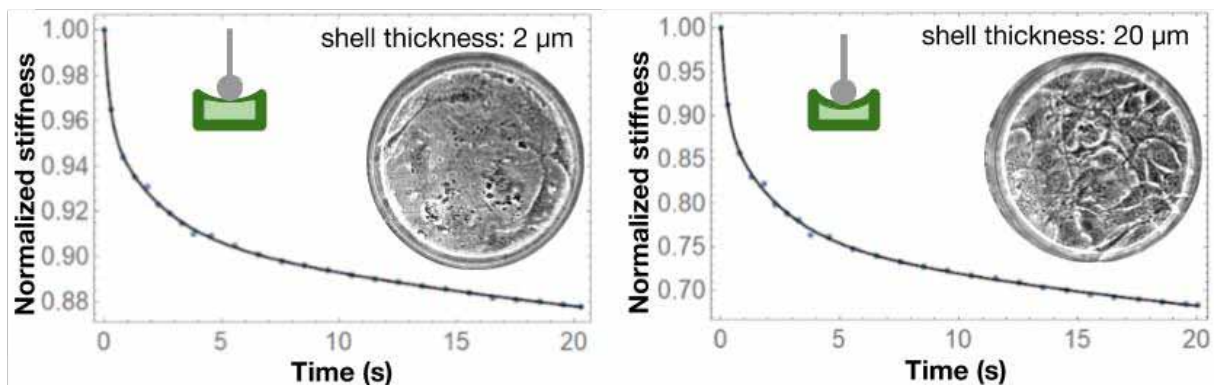 shell thickness: 2 µm
Normalized stiffness
1.00
0.98
0.96
0.94
0.92
0.90
0.88
0 5 10 15 20
Time (s)
shell thickness: 20 µm
Normalized stiffness
1.00
0.95
0.90
0.85
0.80
0.75
0.70
0 5 10 15 20
Time (s)